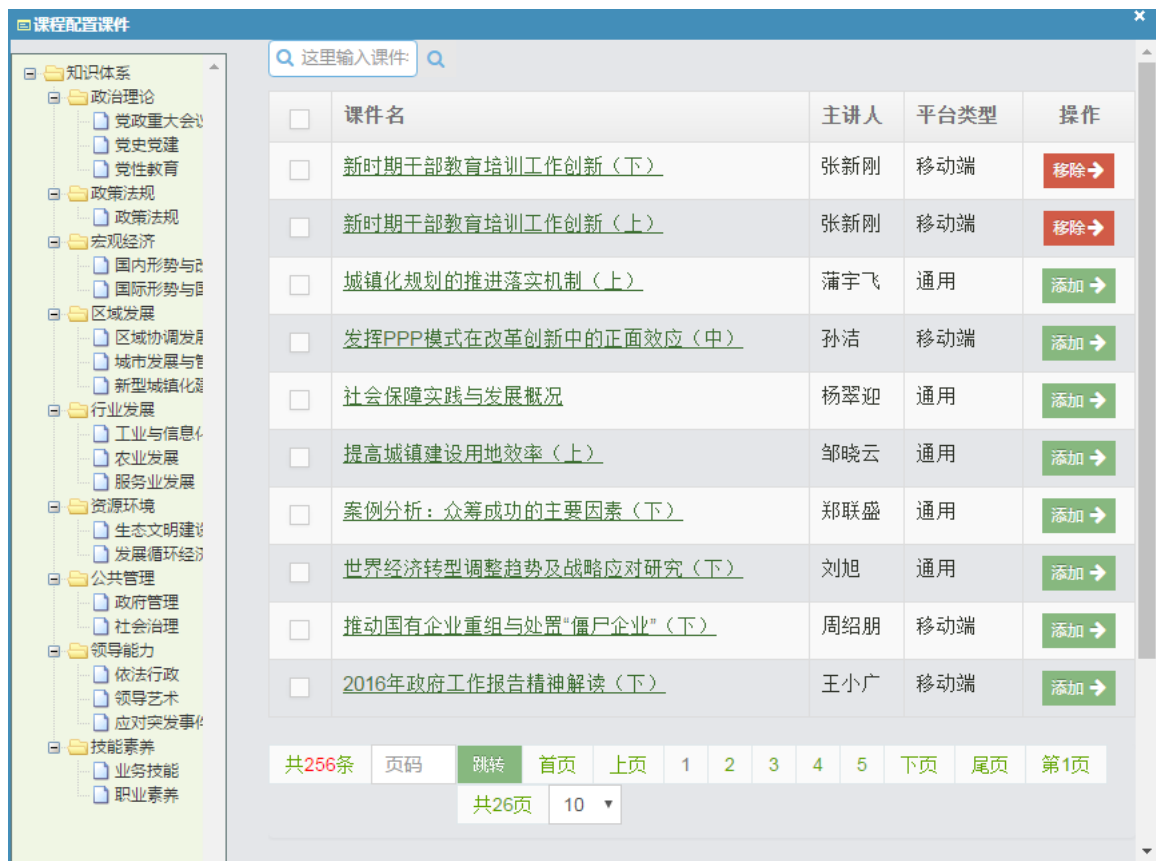 课程配置课件
知识体系
政治理论
党政重大会议
党史党建
党性教育
政策法规
政策法规
宏观经济
国内形势与改
国际形势与国
区域发展
区域协调发展
城市发展与管
新型城镇化建
行业发展
工业与信息化
农业发展
服务业发展
资源环境
生态文明建设
发展循环经济
公共管理
政府管理
社会治理
领导能力
依法行政
领导艺术
应对突发事件
技能素养
业务技能
职业素养
这里输入课件
课件名 主讲人 平台类型 操作
新时期干部教育培训工作创新（下） 张新刚 移动端 移除
新时期干部教育培训工作创新（上） 张新刚 移动端 移除
城镇化规划的推进落实机制（上） 蒲宇飞 通用 添加
发挥PPP模式在改革创新中的正面效应（中） 孙洁 移动端 添加
社会保障实践与发展概况 杨翠迎 通用 添加
提高城镇建设用地效率（上） 邹晓云 通用 添加
案例分析：众筹成功的主要因素（下） 郑联盛 通用 添加
世界经济转型调整趋势及战略应对研究（下） 刘旭 通用 添加
推动国有企业重组与处置“僵尸企业”（下） 周绍朋 移动端 添加
2016年政府工作报告精神解读（下） 王小广 移动端 添加
共256条 页码 跳转 首页 上页 1 2 3 4 5 下页 尾页 第1页
共26页 10